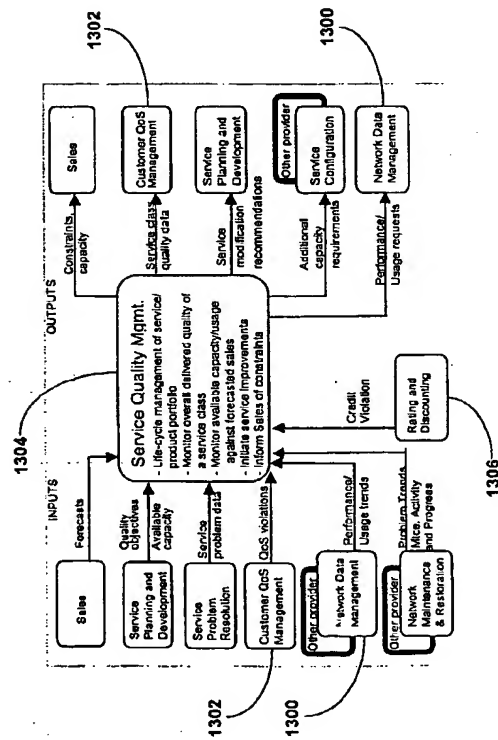 INPUTS
OUTPUTS
1304
Sales
Forecasts
Service
Planning and
Development
Quality
objectives
Available
capacity
Service
Problem
Resolution
Service
problem data
Customer QoS
Management
QoS violations
1302
Other provider
Network Data
Management
1300
Performance/
Usage trends
Other provider
Network
Maintenance
& Restoration
Problem Trends
Mtce. Activity
and Progress
Rating and
Discounting
1306
Credit
Violation
Service Quality Mgmt.
- Life-cycle management of service/
product portfolio
- Monitor overall delivered quality of
a service class
- Monitor available capacity/usage
against forecasted sales
- Initiate service improvements
- Inform Sales of constraints
Constraints,
capacity
Sales
Service class
quality data
Customer QoS
Management
1302
Service
modification
recommendations
Service
Planning and
Development
Additional
capacity
requirements
Other provider
Service
Configuration
Performance/
Usage requests
Network Data
Management
1300